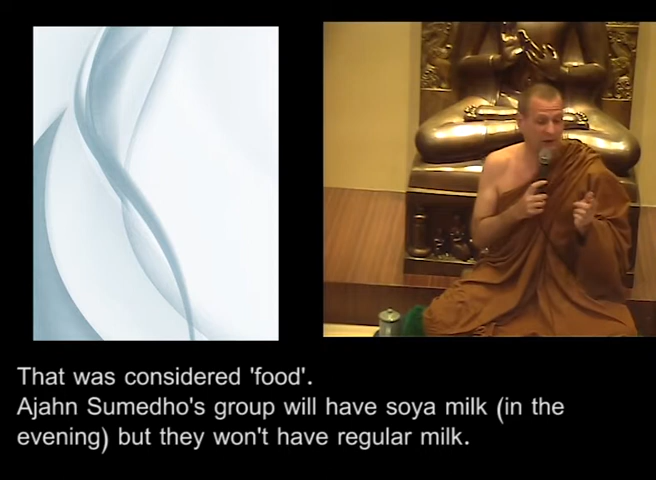 That was considered 'food'.
Ajahn Sumedho's group will have soya milk (in the
evening) but they won't have regular milk.